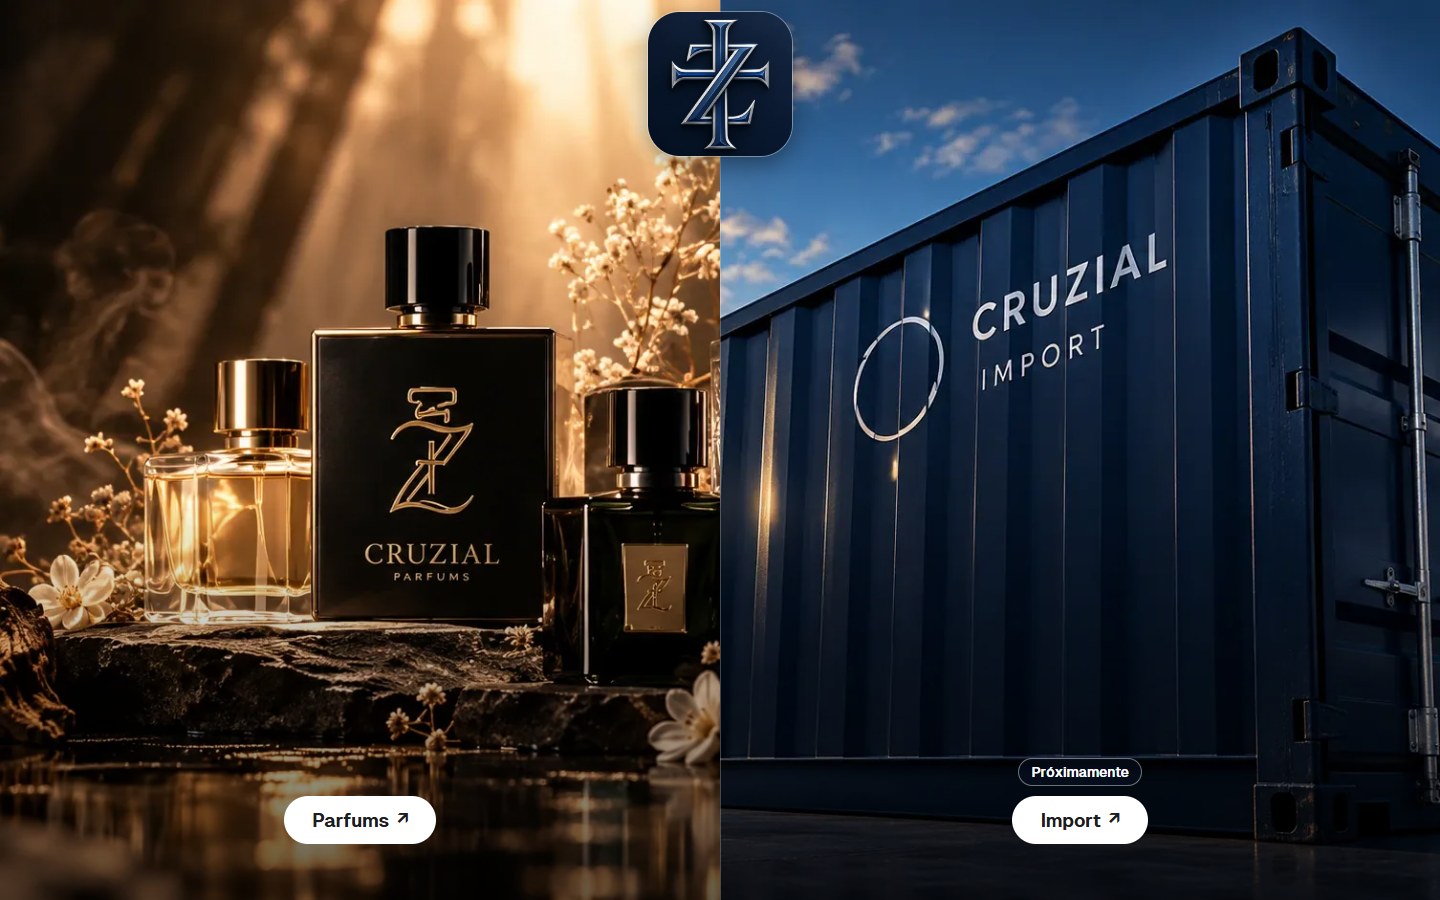 CRUZIAL
PARFUMS
Parfums ↗
CRUZIAL
IMPORT
Próximamente
Import ↗